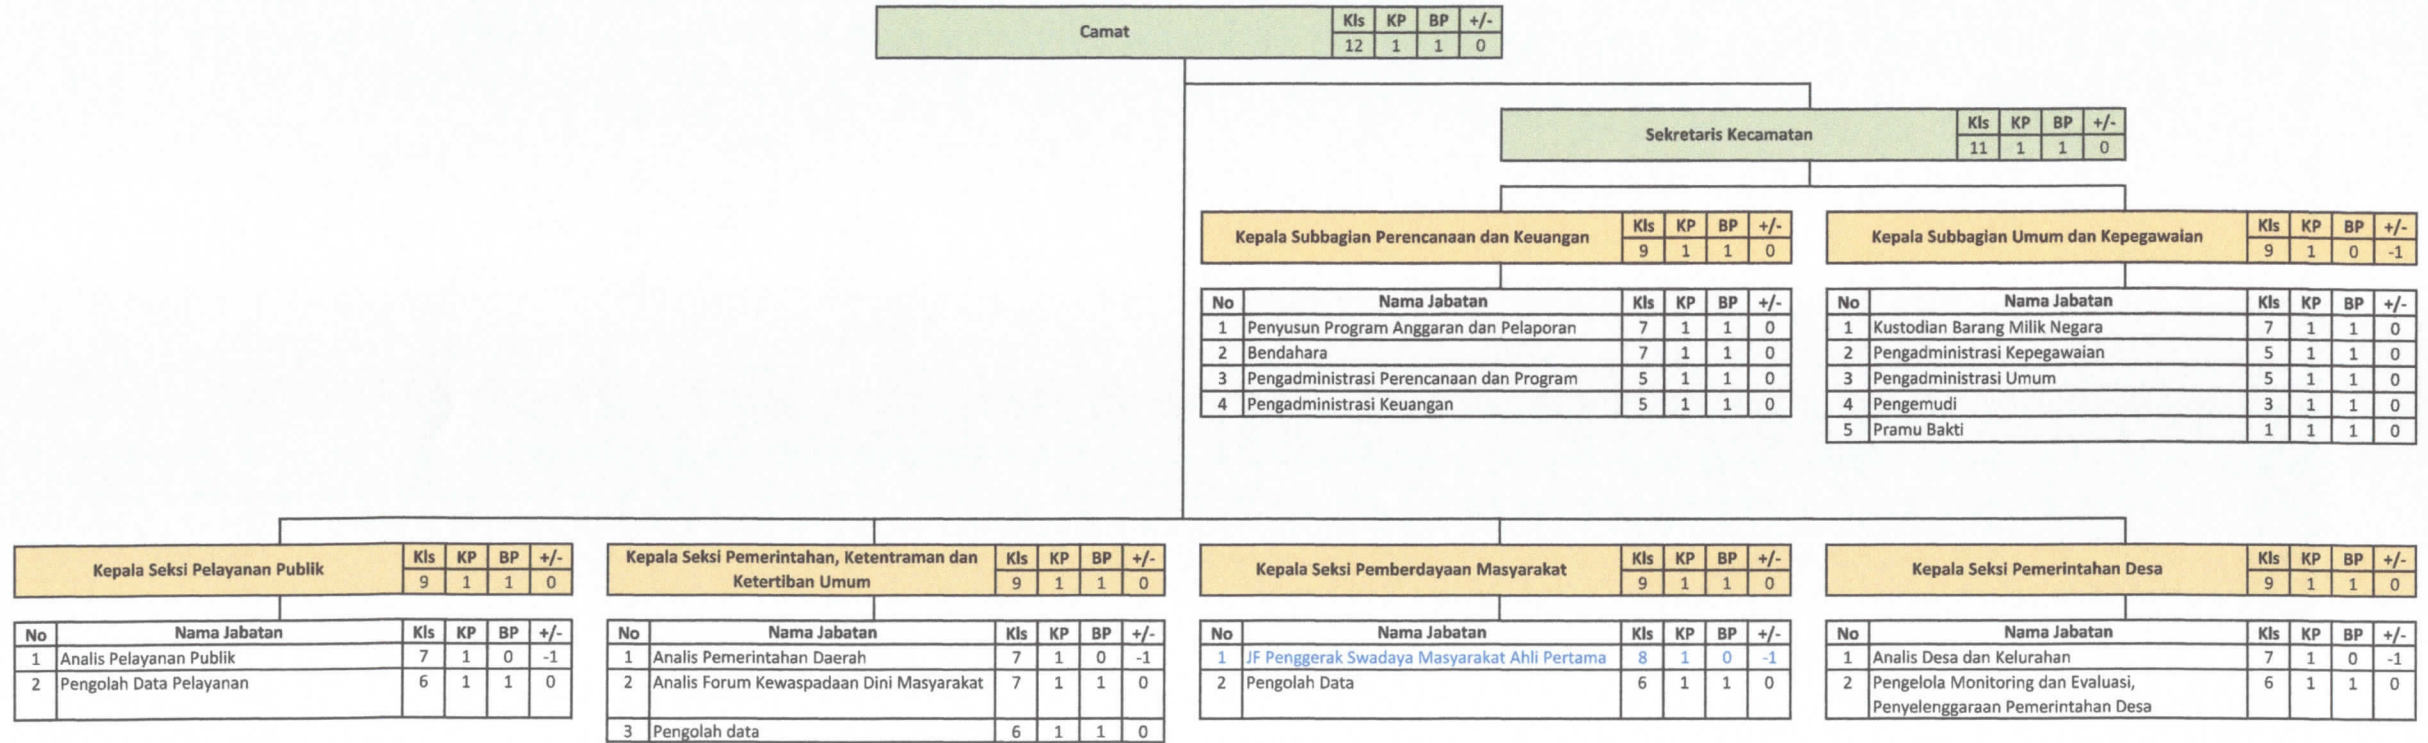 Camat
Kls KP BP +/-
12 1 1 0
Sekretaris Kecamatan
Kls KP BP +/-
11 1 1 0
Kepala Subbagian Perencanaan dan Keuangan
Kls KP BP +/-
9 1 1 0
No Nama Jabatan Kls KP BP +/-
1 Penyusun Program Anggaran dan Pelaporan 7 1 1 0
2 Bendahara 7 1 1 0
3 Pengadministrasi Perencanaan dan Program 5 1 1 0
4 Pengadministrasi Keuangan 5 1 1 0
Kepala Subbagian Umum dan Kepegawaian
Kls KP BP +/-
9 1 0 -1
No Nama Jabatan Kls KP BP +/-
1 Kustodian Barang Milik Negara 7 1 1 0
2 Pengadministrasi Kepegawaian 5 1 1 0
3 Pengadministrasi Umum 5 1 1 0
4 Pengemudi 3 1 1 0
5 Pramu Bakti 1 1 1 0
Kepala Seksi Pelayanan Publik
Kls KP BP +/-
9 1 1 0
No Nama Jabatan Kls KP BP +/-
1 Analis Pelayanan Publik 7 1 0 -1
2 Pengolah Data Pelayanan 6 1 1 0
Kepala Seksi Pemerintahan, Ketentraman dan
Ketertiban Umum
Kls KP BP +/-
9 1 1 0
No Nama Jabatan Kls KP BP +/-
1 Analis Pemerintahan Daerah 7 1 0 -1
2 Analis Forum Kewaspadaan Dini Masyarakat 7 1 1 0
3 Pengolah data 6 1 1 0
Kepala Seksi Pemberdayaan Masyarakat
Kls KP BP +/-
9 1 1 0
No Nama Jabatan Kls KP BP +/-
1 JF Penggerak Swadaya Masyarakat Ahli Pertama 8 1 0 -1
2 Pengolah Data 6 1 1 0
Kepala Seksi Pemerintahan Desa
Kls KP BP +/-
9 1 1 0
No Nama Jabatan Kls KP BP +/-
1 Analis Desa dan Kelurahan 7 1 0 -1
2 Pengelola Monitoring dan Evaluasi, 6 1 1 0
Penyelenggaraan Pemerintahan Desa